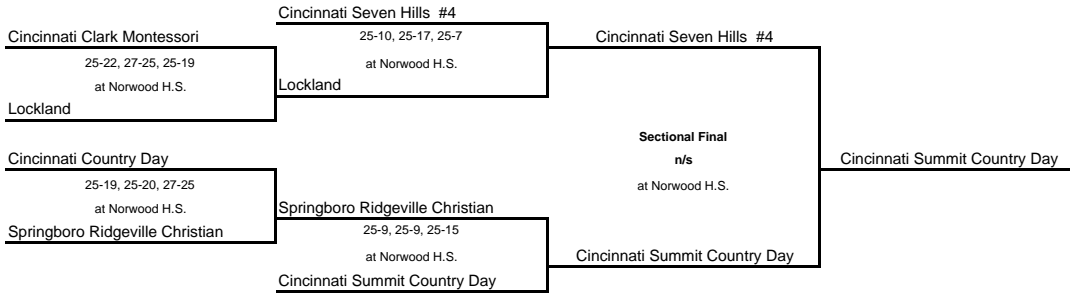 Cincinnati Seven Hills  #4
Cincinnati Clark Montessori
25-10, 25-17, 25-7
Cincinnati Seven Hills  #4
25-22, 27-25, 25-19
at Norwood H.S.
at Norwood H.S.
Lockland
Lockland
Sectional Final
Cincinnati Country Day
n/s
Cincinnati Summit Country Day
25-19, 25-20, 27-25
at Norwood H.S.
at Norwood H.S.
Springboro Ridgeville Christian
Springboro Ridgeville Christian
25-9, 25-9, 25-15
at Norwood H.S.
Cincinnati Summit Country Day
Cincinnati Summit Country Day